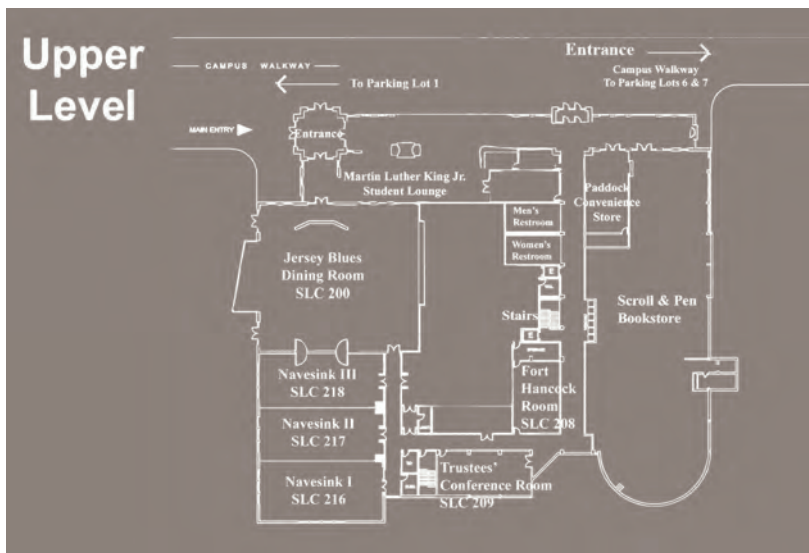 Upper
Level
CAMPUS WALKWAY
To Parking Lot 1
Entrance
Campus Walkway
To Parking Lots 6 & 7
MAIN ENTRY
Entrance
Martin Luther King Jr.
Student Lounge
Paddock
Convenience
Store
Men's
Restroom
Women's
Restroom
Jersey Blues
Dining Room
SLC 200
E
Stairs
E
Scroll & Pen
Bookstore
Navesink III
SLC 218
Fort
Hancock
Room
SLC 208
Navesink II
SLC 217
Navesink I
SLC 216
Trustees'
Conference Room
SLC 209